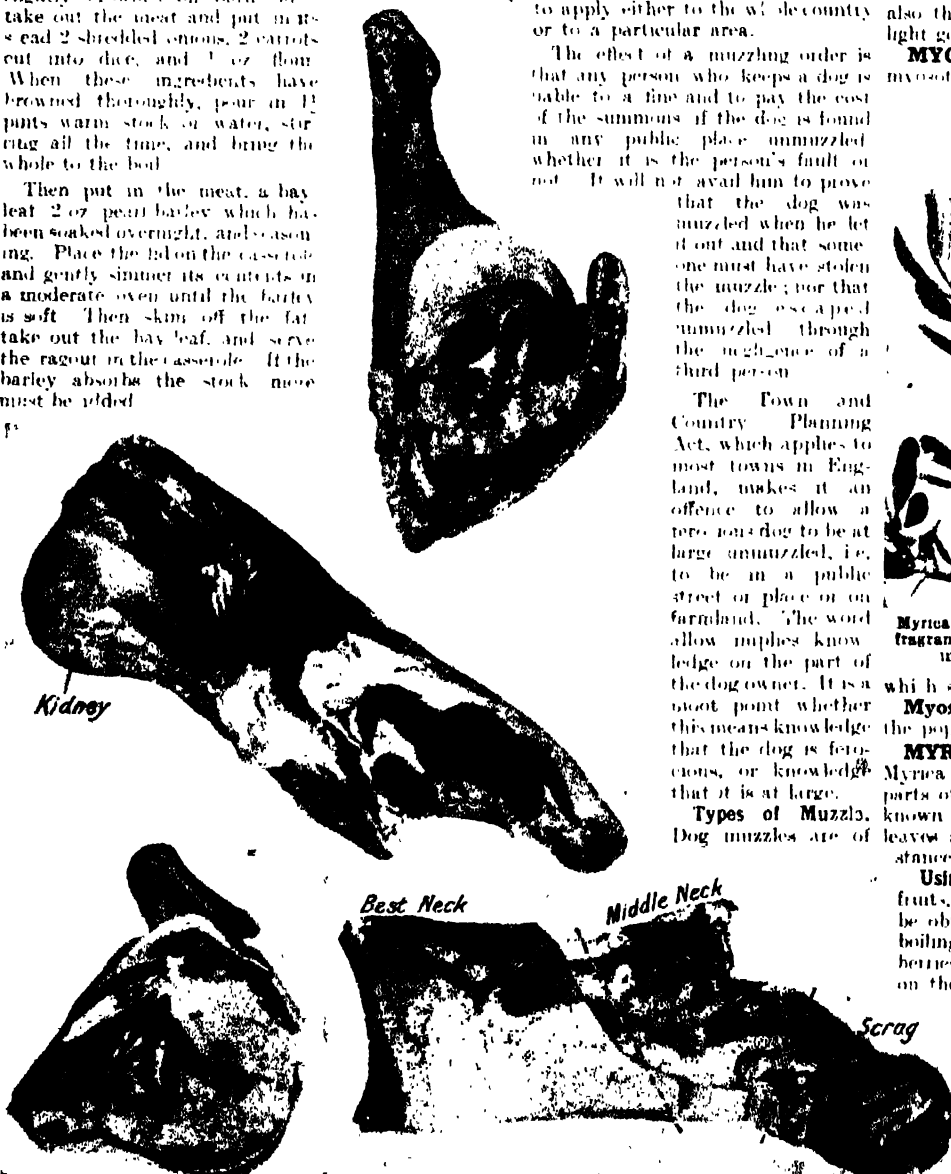 take out the meat and put in its
stead 2 shredded onions, 2 carrots
cut into dice, and 1 oz flour
When these ingredients have
browned thoroughly, pour in 1½
pints warm stock or water, stir
ring all the time, and bring the
whole to the boil
Then put in the meat, a bay
leaf 2 oz pearl barley which has
been soaked overnight, and season
ing. Place the lid on the casserole
and gently simmer its contents in
a moderate oven until the barley
is soft Then skim off the fat
take out the bay leaf, and serve
the ragout in the casserole If the
barley absorbs the stock more
must be added
Kidney
Best Neck
Middle Neck
Scrag
to apply either to the whole country
or to a particular area.
The effect of a muzzling order is
that any person who keeps a dog is
liable to a fine and to pay the cost
of the summons if the dog is found
in any public place unmuzzled
whether it is the person's fault or
not It will not avail him to prove
that the dog was
muzzled when he let
it out and that some
one must have stolen
the muzzle ; nor that
the dog escaped
unmuzzled through
the negligence of a
third person
The Town and
Country Planning
Act, which applies to
most towns in Eng-
land, makes it an
offence to allow a
ferocious dog to be at
large unmuzzled, i.e,
to be in a public
street or place or on
farmland. The word
allow implies know
ledge on the part of
the dog owner. It is a
moot point whether
this means knowledge
that the dog is fero-
cious, or knowledge
that it is at large.
Types of Muzzle.
Dog muzzles are of
also th
light g
MYO
myosot
Myrica
fragran
whi h s
Myos
the pop
MYR
Myrica
parts o
known
leaves
stance
Usin
fruits,
be ob
boiling
berries
on the